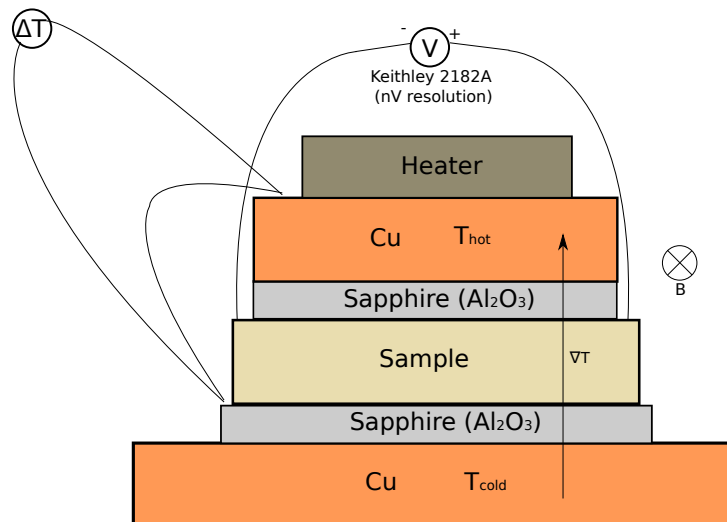 ΔT
- +
V
Keithley 2182A
(nV resolution)
Heater
Cu Thot
Sapphire (Al₂O₃)
B
Sample
∇T
Sapphire (Al₂O₃)
Cu Tcold